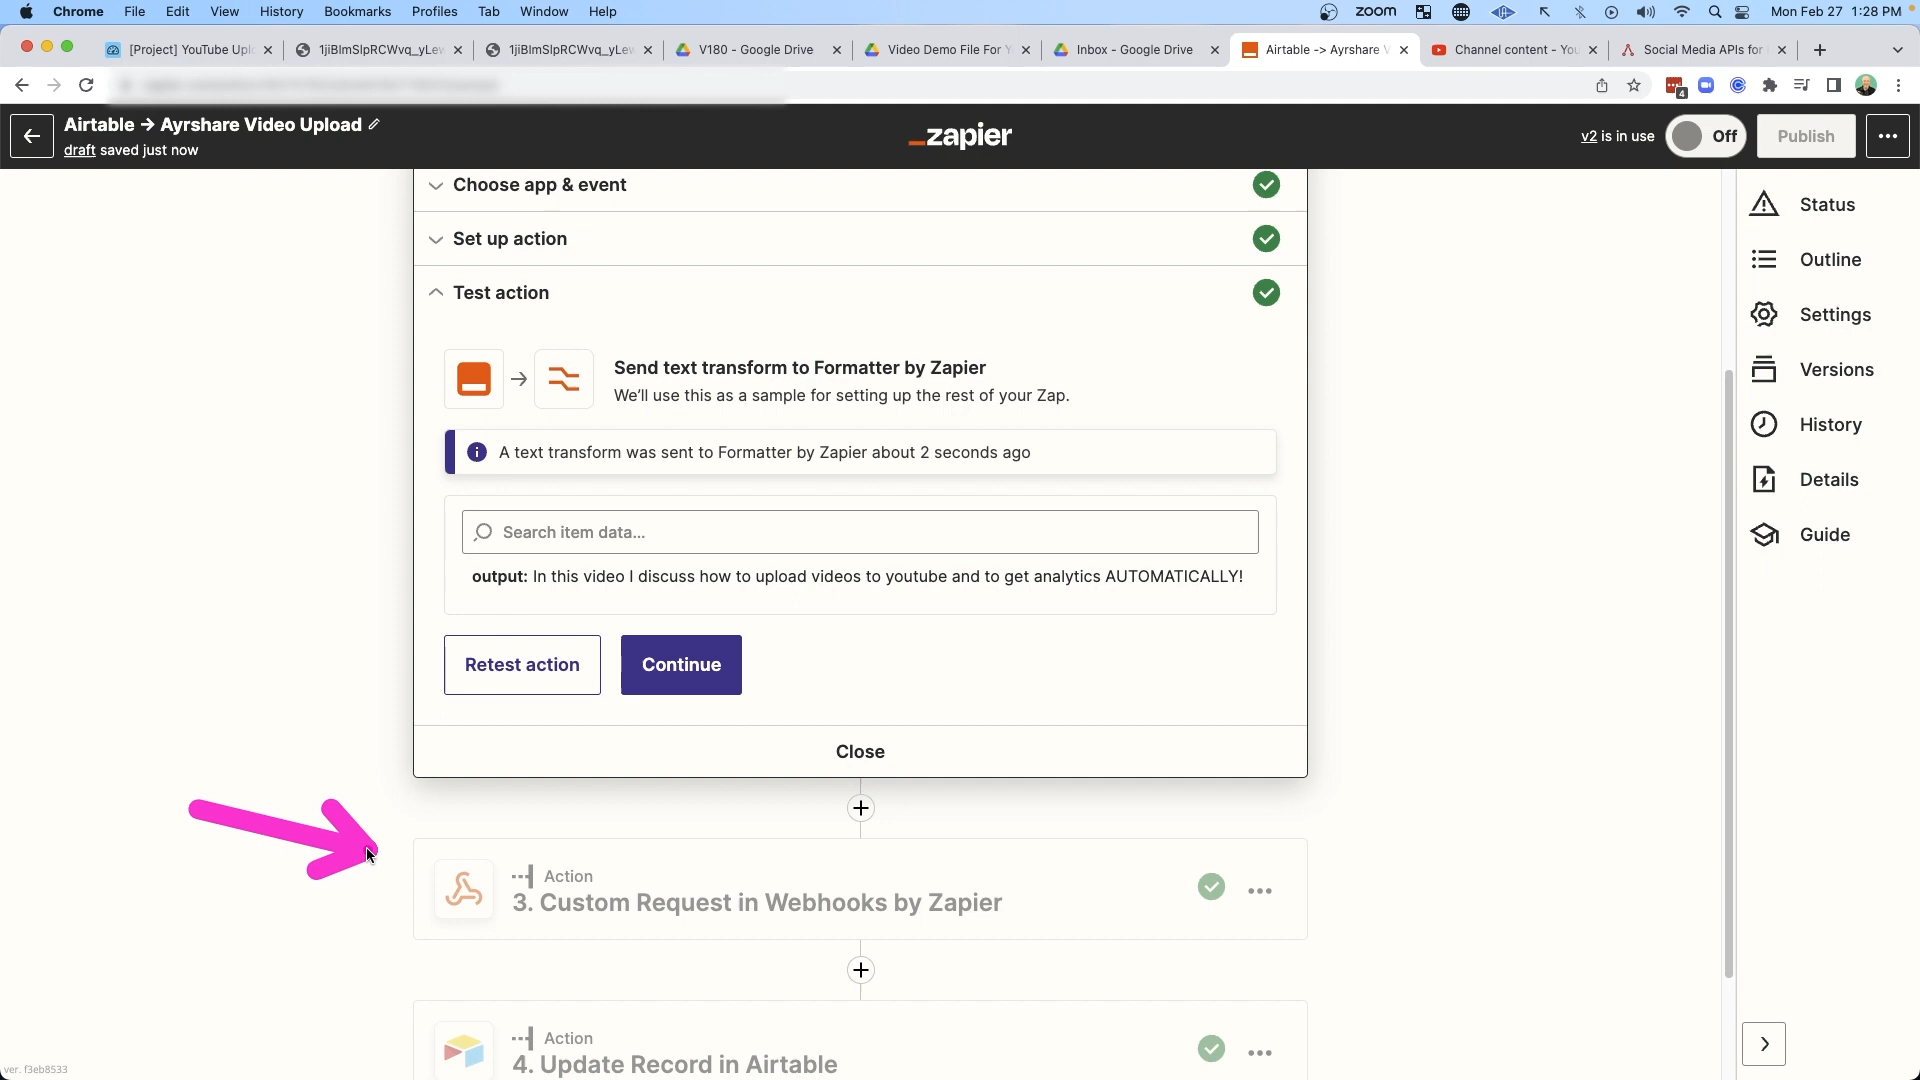 Chrome File Edit View History Bookmarks Profiles Tab Window Help zoom Mon Feb 27 1:28 PM
[Project] YouTube Uplo 1jiBlmSlpRCWvq_yLew 1jiBlmSlpRCWvq_yLew V180 - Google Drive Video Demo File For Y Inbox - Google Drive Airtable -> Ayrshare V Channel content - You Social Media APIs for
4
Airtable → Ayrshare Video Upload
draft saved just now
_zapier
v2 is in use
Off
Publish
Choose app & event
Set up action
Test action
Send text transform to Formatter by Zapier
We'll use this as a sample for setting up the rest of your Zap.
A text transform was sent to Formatter by Zapier about 2 seconds ago
Search item data...
output: In this video I discuss how to upload videos to youtube and to get analytics AUTOMATICALLY!
Retest action
Continue
Close
Action
3. Custom Request in Webhooks by Zapier
Action
4. Update Record in Airtable
Status
Outline
Settings
Versions
History
Details
Guide
ver. f3eb8533